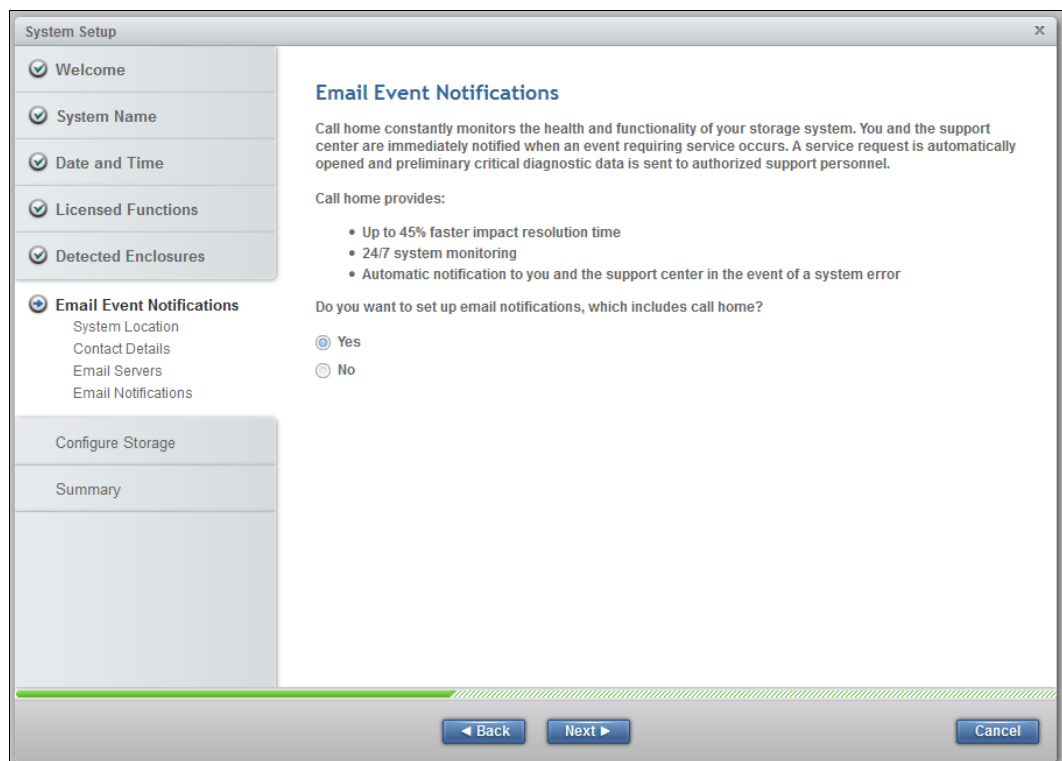 System Setup
x
Welcome
System Name
Date and Time
Licensed Functions
Detected Enclosures
Email Event Notifications
System Location
Contact Details
Email Servers
Email Notifications
Configure Storage
Summary
Email Event Notifications
Call home constantly monitors the health and functionality of your storage system. You and the support
center are immediately notified when an event requiring service occurs. A service request is automatically
opened and preliminary critical diagnostic data is sent to authorized support personnel.
Call home provides:
• Up to 45% faster impact resolution time
• 24/7 system monitoring
• Automatic notification to you and the support center in the event of a system error
Do you want to set up email notifications, which includes call home?
Yes
No
◄ Back
Next ►
Cancel